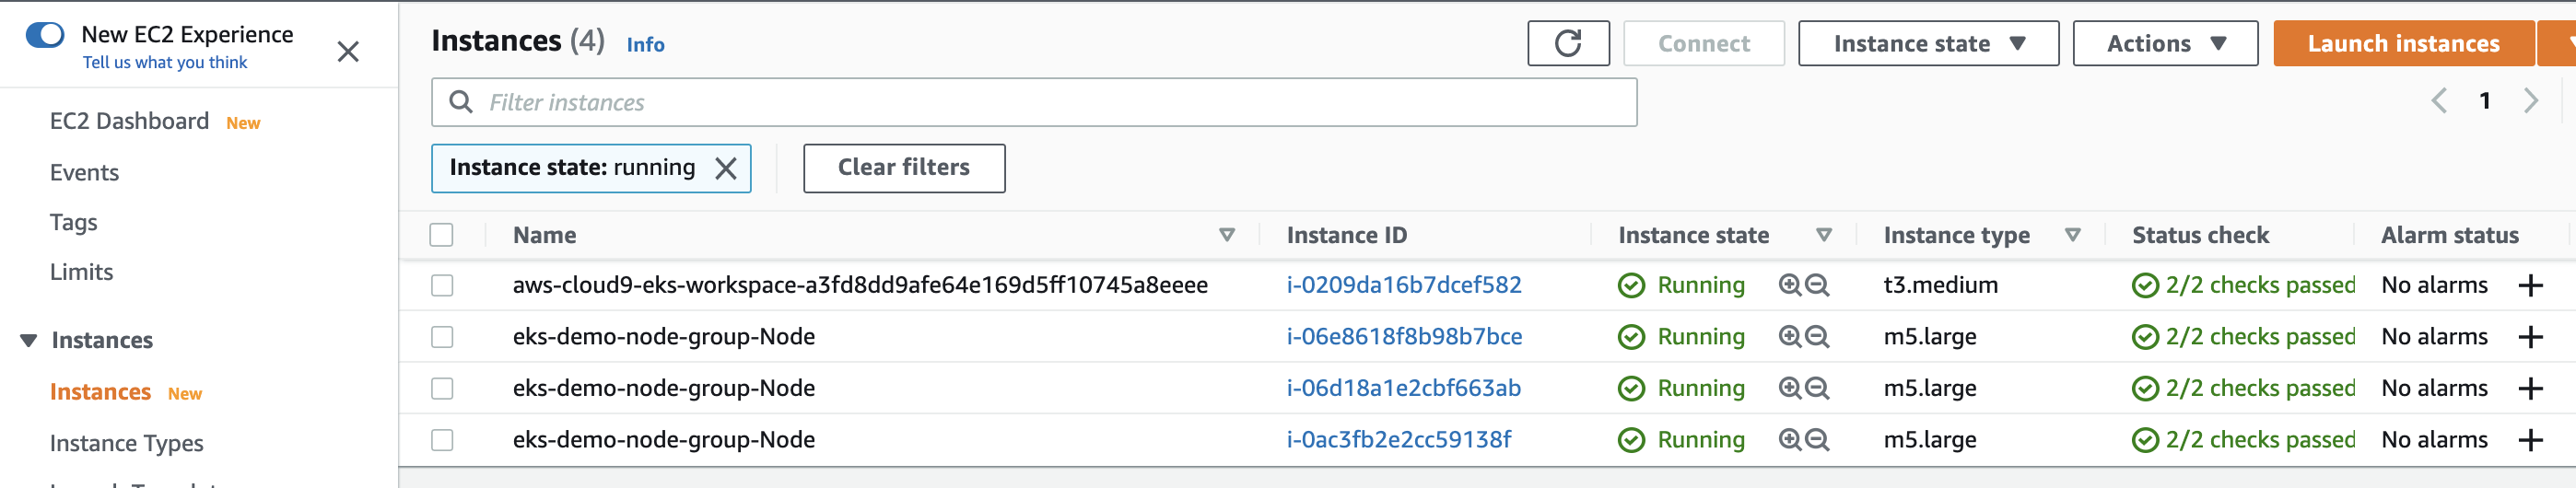 New EC2 Experience
Tell us what you think
EC2 Dashboard New
Events
Tags
Limits
Instances
Instances New
Instance Types
Instances (4) Info
Connect
Instance state
Actions
Launch instances
Filter instances
1
Instance state: running
Clear filters
Name Instance ID Instance state Instance type Status check Alarm status
aws-cloud9-eks-workspace-a3fd8dd9afe64e169d5ff10745a8eeee i-0209da16b7dcef582 Running t3.medium 2/2 checks passed No alarms
eks-demo-node-group-Node i-06e8618f8b98b7bce Running m5.large 2/2 checks passed No alarms
eks-demo-node-group-Node i-06d18a1e2cbf663ab Running m5.large 2/2 checks passed No alarms
eks-demo-node-group-Node i-0ac3fb2e2cc59138f Running m5.large 2/2 checks passed No alarms